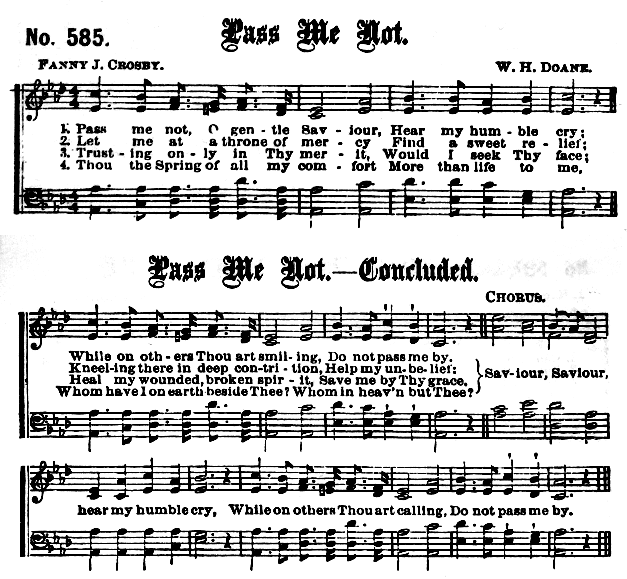 No. 585.
Pass Me Not.
FANNY J. CROSBY.
W. H. DOANE.
4
4
1. Pass me not, O gen - tle Sav - iour, Hear my hum - ble cry;
2. Let me at a throne of mer - cy Find a sweet re - lief;
3. Trust - ing on - ly in Thy mer - it, Would I seek Thy face;
4. Thou the Spring of all my com - fort More than life to me,
4
4
Pass Me Not.—Concluded.
CHORUS.
While on oth - ers Thou art smil - ing, Do not pass me by.
Kneel - ing there in deep con - tri - tion, Help my un - be - lief:
Heal my wounded, broken spir - it, Save me by Thy grace.
Whom have I on earth beside Thee? Whom in heav'n but Thee?
Sav - iour, Saviour,
hear my humble cry, While on others Thou art calling, Do not pass me by.